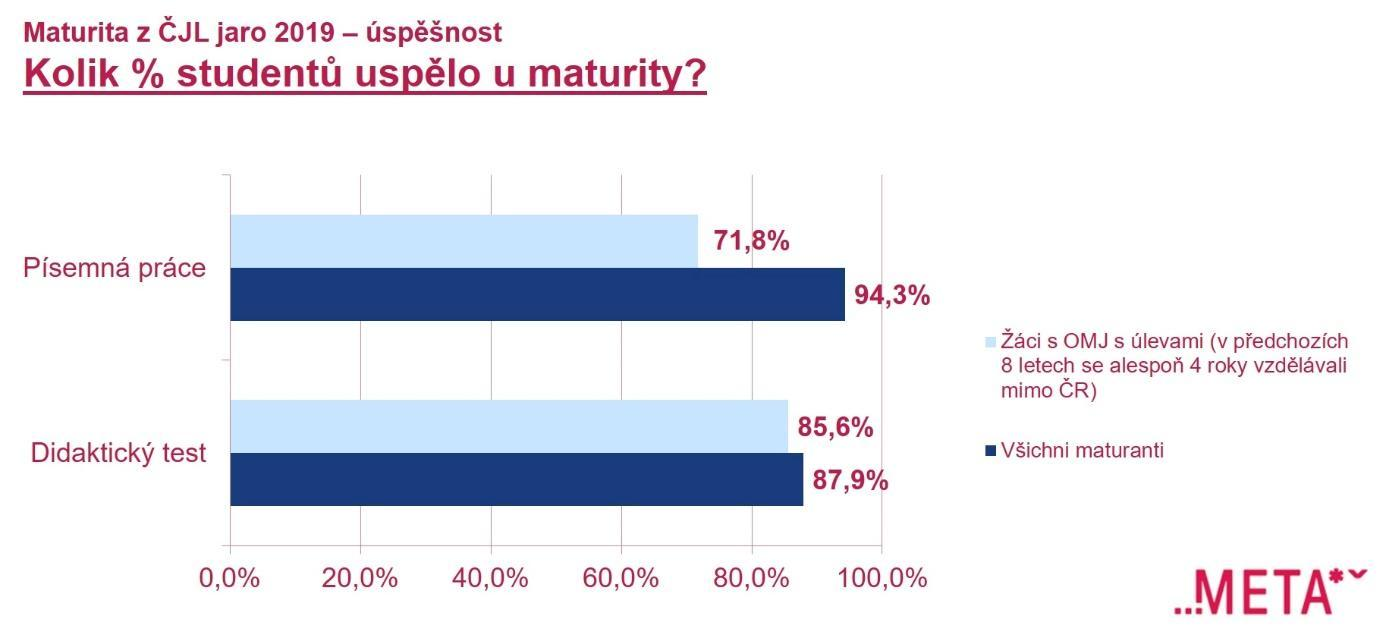 Maturita z ČJL jaro 2019 – úspěšnost
Kolik % studentů uspělo u maturity?
Písemná práce
71,8%
94,3%
Didaktický test
85,6%
87,9%
0,0% 20,0% 40,0% 60,0% 80,0% 100,0%
Žáci s OMJ s úlevami (v předchozích
8 letech se alespoň 4 roky vzdělávali
mimo ČR)
Všichni maturanti
...META*ˇ